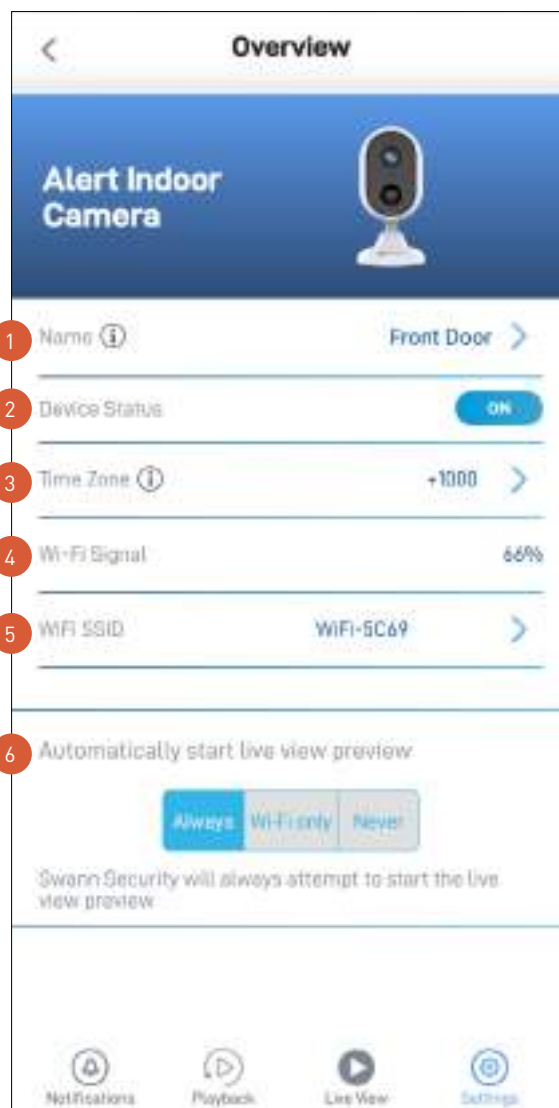 Overview
Alert Indoor
Camera
1 Name Front Door
2 Device Status ON
3 Time Zone +1000
4 Wi-Fi Signal 66%
5 WiFi SSID WiFi-5C69
6 Automatically start live view preview
Always Wi-Fi only Never
Swann Security will always attempt to start the live
view preview
Notifications Playback Live View Settings